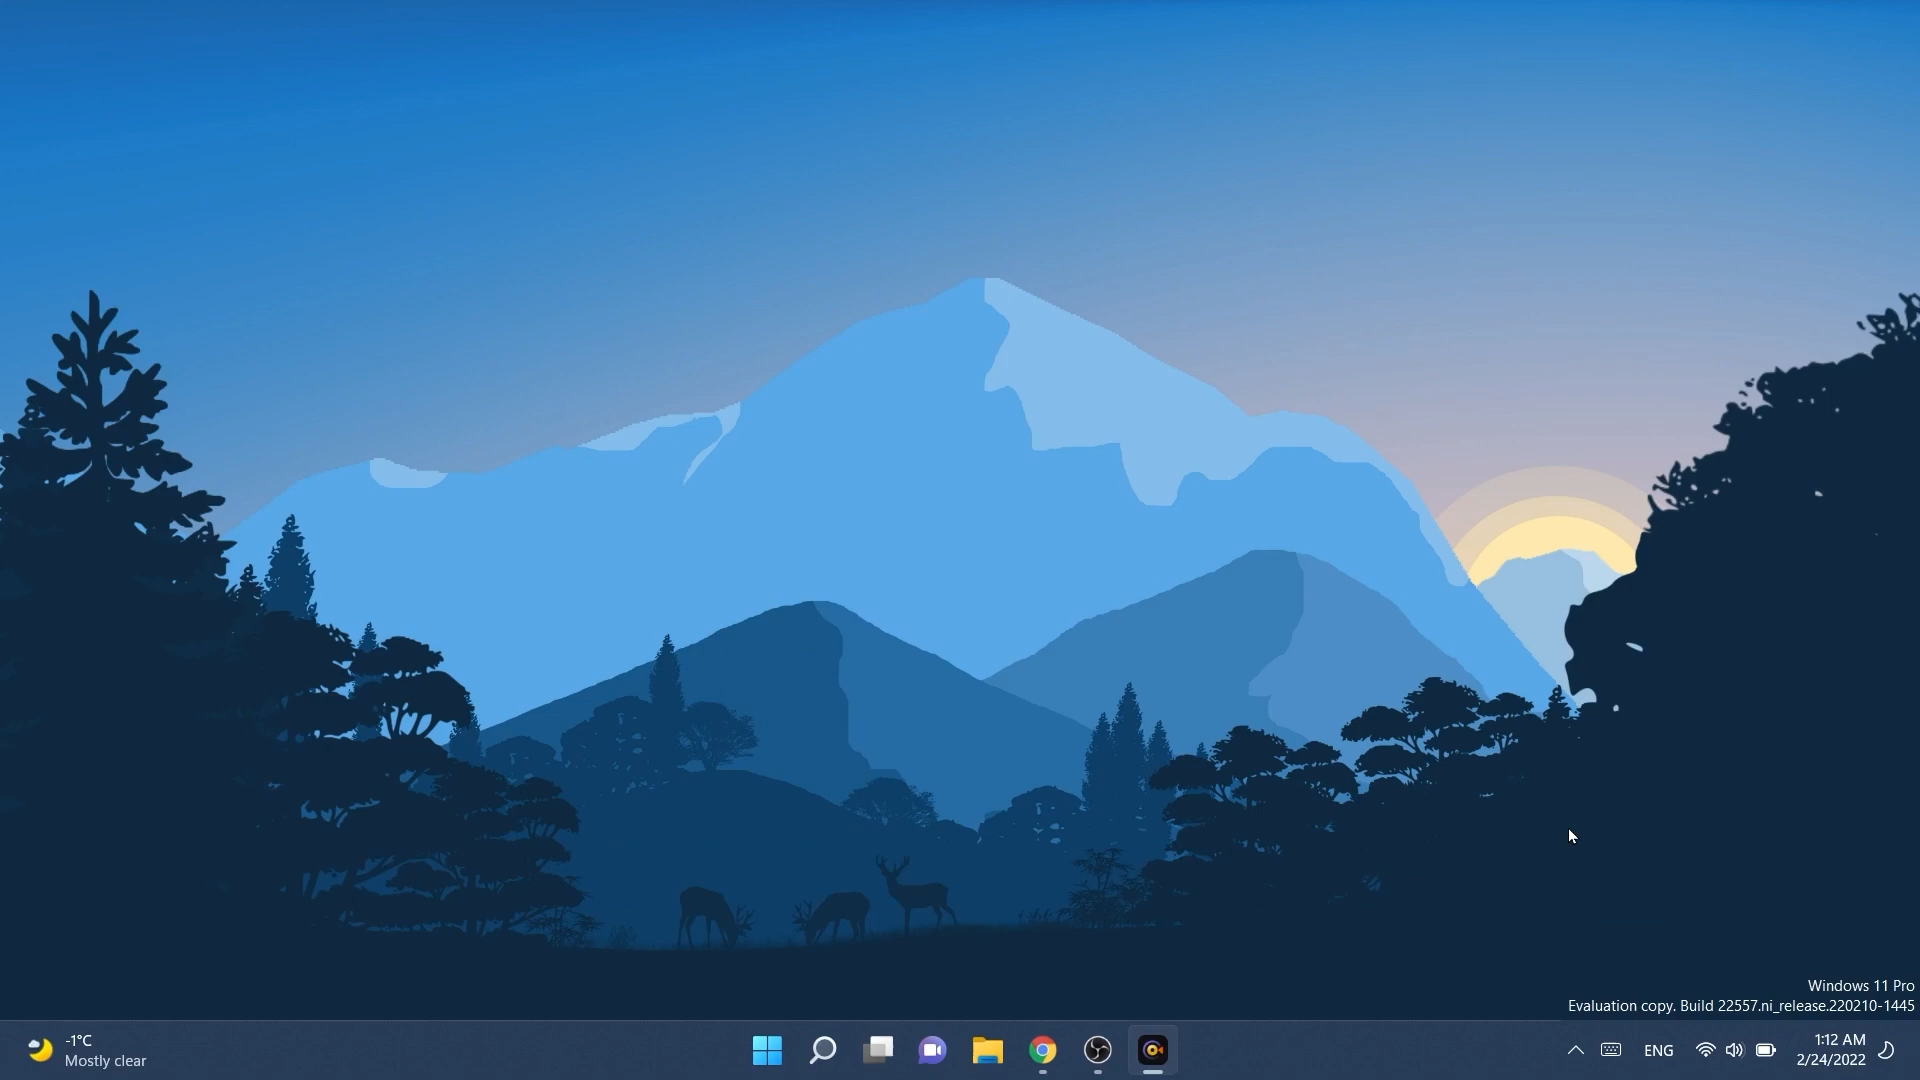 Windows 11 Pro
Evaluation copy. Build 22557.ni_release.220210-1445
-1°C
Mostly clear
ENG
1:12 AM
2/24/2022